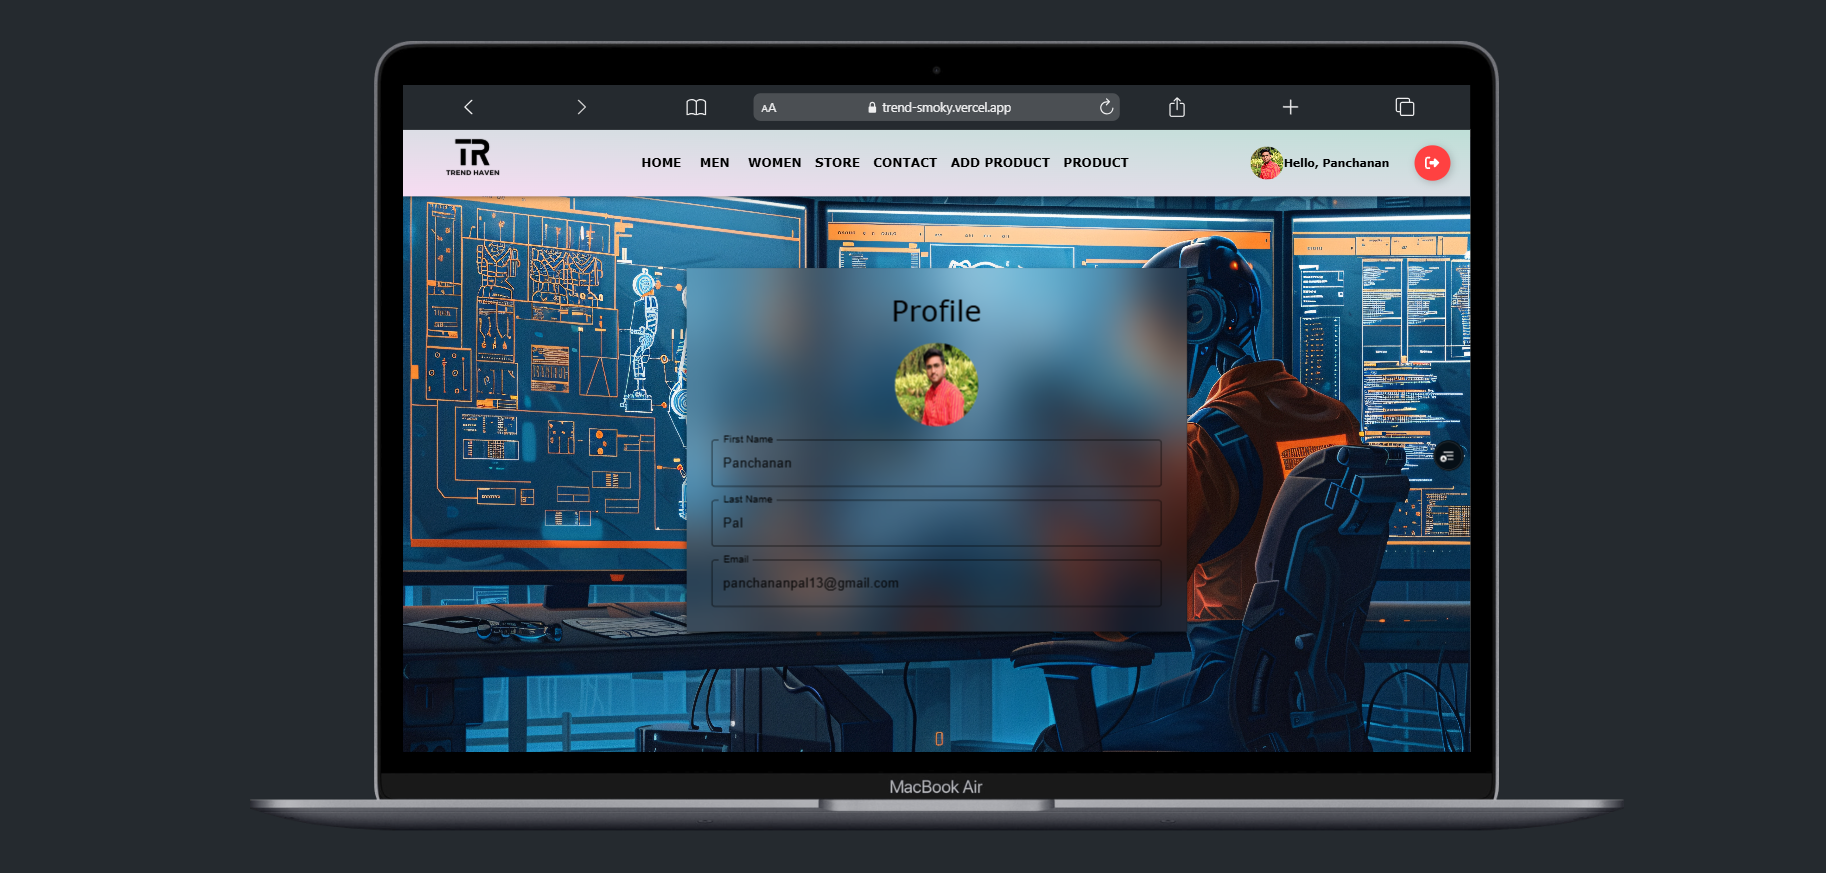 AA trend-smoky.vercel.app
TR
TREND HAVEN
HOME MEN WOMEN STORE CONTACT ADD PRODUCT PRODUCT
Hello, Panchanan
Profile
First Name
Panchanan
Last Name
Pal
Email
panchananpal13@gmail.com
MacBook Air